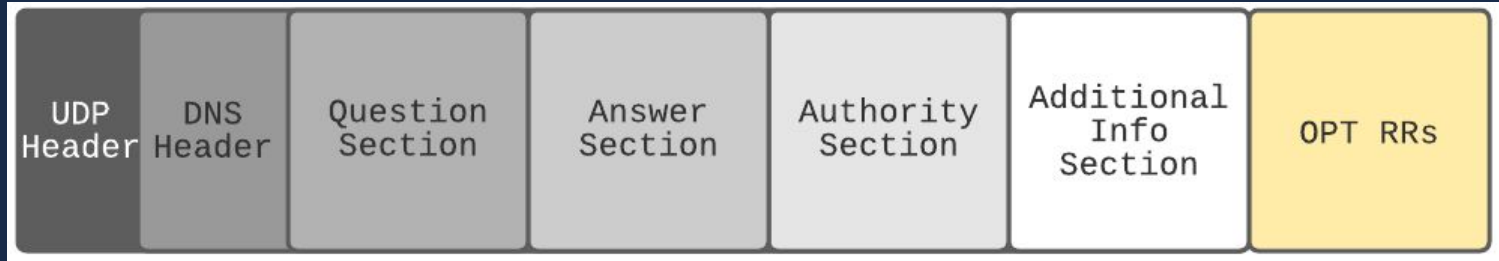 UDP
Header
DNS
Header
Question
Section
Answer
Section
Authority
Section
Additional
Info
Section
OPT RRs